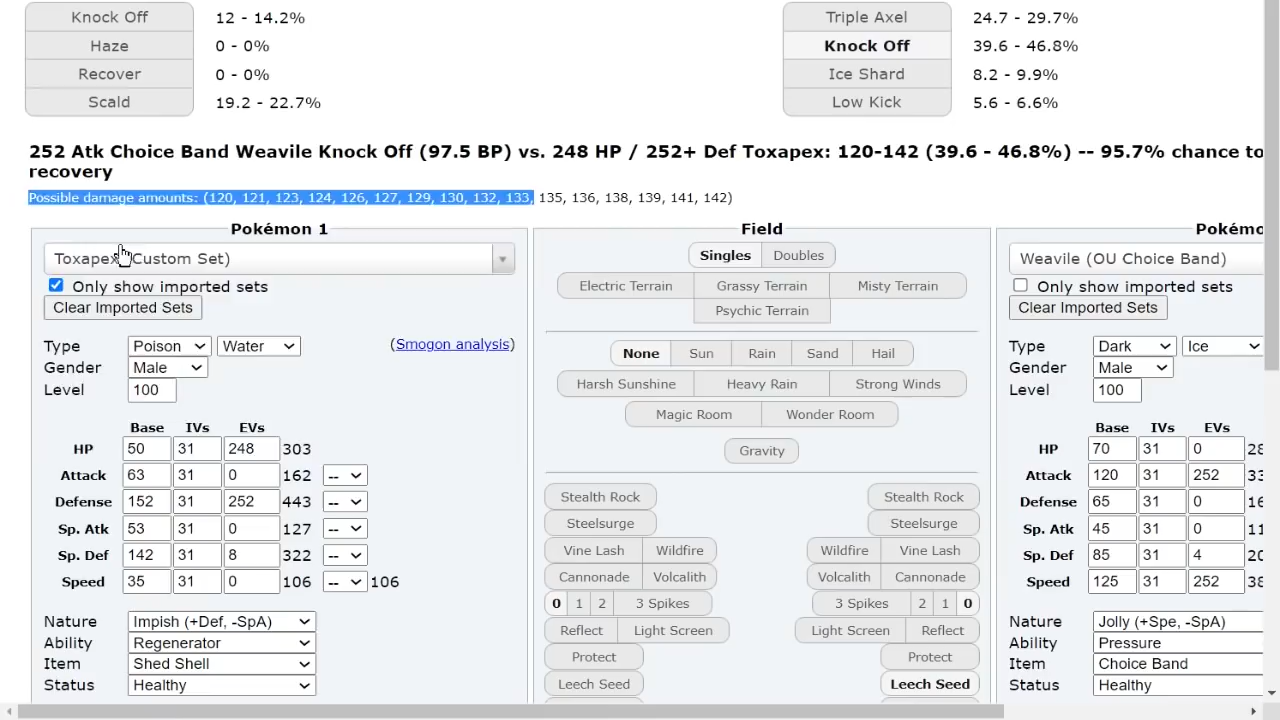 Knock Off 12 - 14.2% Triple Axel 24.7 - 29.7%
Haze 0 - 0% Knock Off 39.6 - 46.8%
Recover 0 - 0% Ice Shard 8.2 - 9.9%
Scald 19.2 - 22.7% Low Kick 5.6 - 6.6%
252 Atk Choice Band Weavile Knock Off (97.5 BP) vs. 248 HP / 252+ Def Toxapex: 120-142 (39.6 - 46.8%) -- 95.7% chance to
recovery
Possible damage amounts: (120, 121, 123, 124, 126, 127, 129, 130, 132, 133, 135, 136, 138, 139, 141, 142)
Pokémon 1
Toxapex (Custom Set)
Only show imported sets
Clear Imported Sets
Type Poison Water (Smogon analysis)
Gender Male
Level 100
Base IVs EVs
HP 50 31 248 303
Attack 63 31 0 162 --
Defense 152 31 252 443 --
Sp. Atk 53 31 0 127 --
Sp. Def 142 31 8 322 --
Speed 35 31 0 106 -- 106
Nature Impish (+Def, -SpA)
Ability Regenerator
Item Shed Shell
Status Healthy
Field
Singles Doubles
Electric Terrain Grassy Terrain Misty Terrain
Psychic Terrain
None Sun Rain Sand Hail
Harsh Sunshine Heavy Rain Strong Winds
Magic Room Wonder Room
Gravity
Stealth Rock Stealth Rock
Steelsurge Steelsurge
Vine Lash Wildfire Wildfire Vine Lash
Cannonade Volcalith Volcalith Cannonade
0 1 2 3 Spikes 3 Spikes 2 1 0
Reflect Light Screen Light Screen Reflect
Protect Protect
Leech Seed Leech Seed
Weavile (OU Choice Band)
Only show imported sets
Clear Imported Sets
Type Dark Ice
Gender Male
Level 100
Base IVs EVs
HP 70 31 0
Attack 120 31 252
Defense 65 31 0
Sp. Atk 45 31 0
Sp. Def 85 31 4
Speed 125 31 252
Nature Jolly (+Spe, -SpA)
Ability Pressure
Item Choice Band
Status Healthy